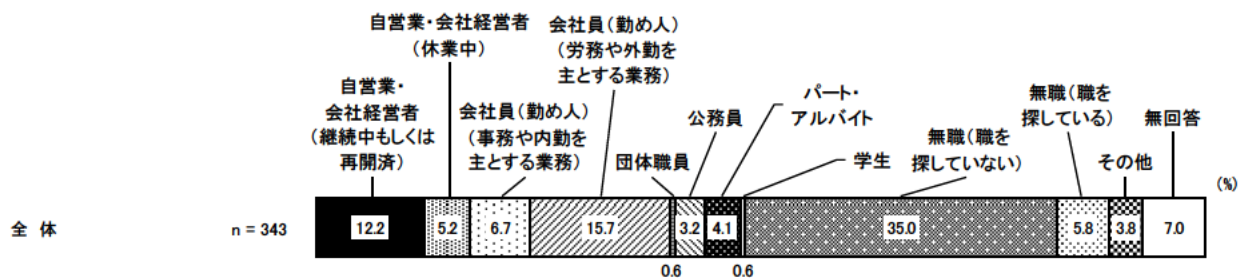 自営業・会社経営者
（休業中）
会社員（勤め人）
（労務や外勤を
主とする業務）
自営業・
会社経営者
（継続中もしくは
再開済）
会社員（勤め人）
（事務や内勤を
主とする業務）
団体職員
公務員
パート・
アルバイト
学生
無職（職を
探していない）
無職（職を
探している）
その他
無回答
(%)
全 体
n = 343
12.2
5.2
6.7
15.7
0.6
3.2
4.1
0.6
35.0
5.8
3.8
7.0